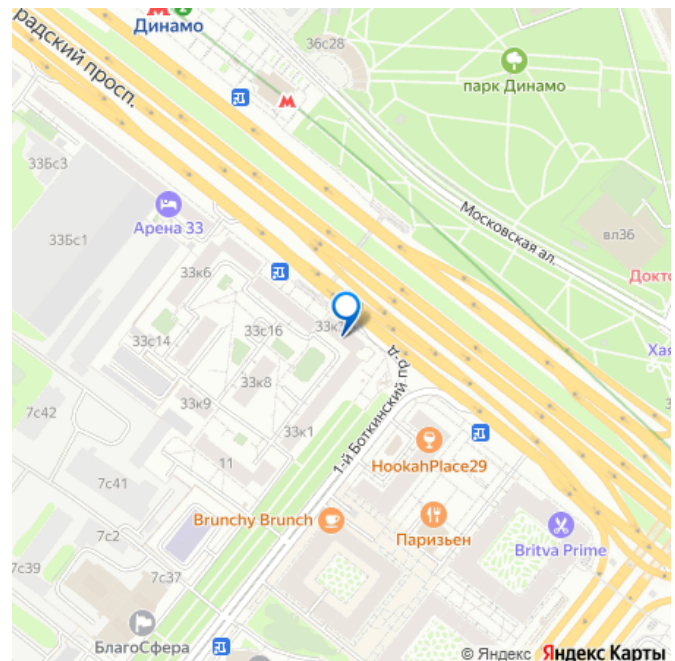 Динамо
36с28
радский просп.
парк Динамо
33Бс3
Московская ал.
вл36
Арена 33
33Бс1
Докто
33к6
33с16
33к
33с14
Хая
1-й Боткинский пр-д
33к8
7с42
33к9
33к1
HookahPlace29
11
7с41
Brunchy Brunch
Паризьен
7с2
Britva Prime
7с39
7с37
БлагоСфера
© Яндекс Яндекс Карты